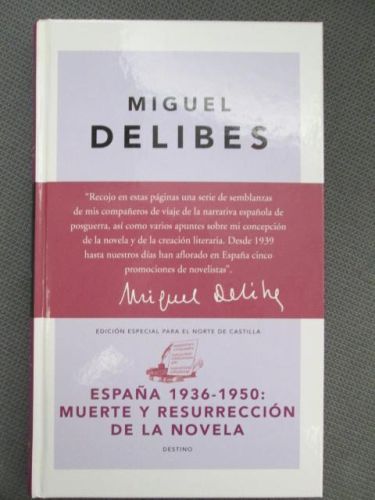 MIGUEL
DELIBES
"Recojo en estas páginas una serie de semblanzas
de mis compañeros de viaje de la narrativa española de
posguerra, así como varios apuntes sobre mi concepción
de la novela y de la creación literaria. Desde 1939
hasta nuestros días han aflorado en España cinco
promociones de novelistas".
Miguel Delibes
EDICIÓN ESPECIAL PARA EL NORTE DE CASTILLA
ESPAÑA 1936-1950:
MUERTE Y RESURRECCIÓN
DE LA NOVELA
DESTINO